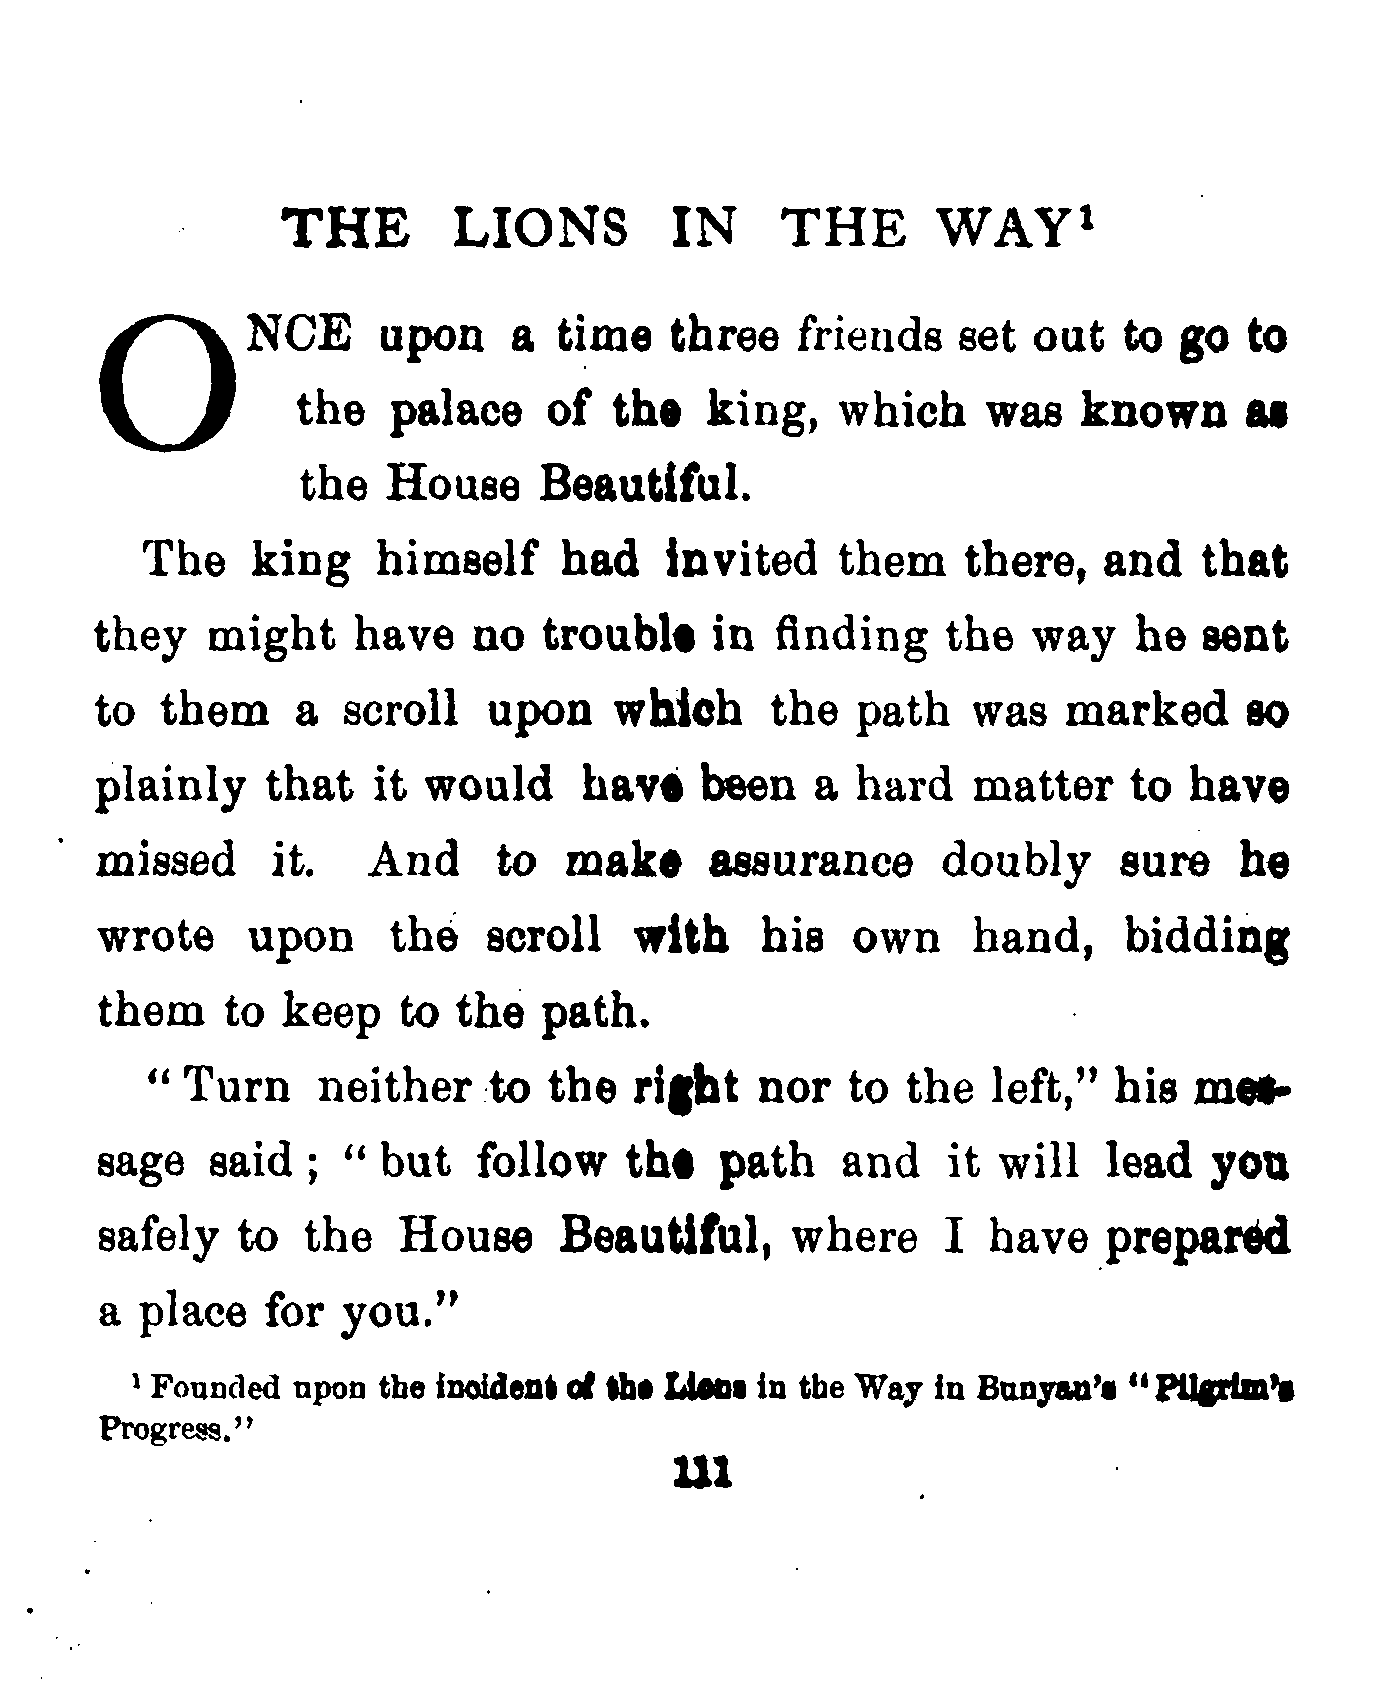 THE LIONS IN THE WAY¹
ONCE upon a time three friends set out to go to
the palace of the king, which was known as
the House Beautiful.
The king himself had invited them there, and that
they might have no trouble in finding the way he sent
to them a scroll upon which the path was marked so
plainly that it would have been a hard matter to have
missed it. And to make assurance doubly sure he
wrote upon the scroll with his own hand, bidding
them to keep to the path.
"Turn neither to the right nor to the left," his mes-
sage said; "but follow the path and it will lead you
safely to the House Beautiful, where I have prepared
a place for you."
¹ Founded upon the incident of the Lions in the Way in Bunyan's "Pilgrim's
Progress."
111